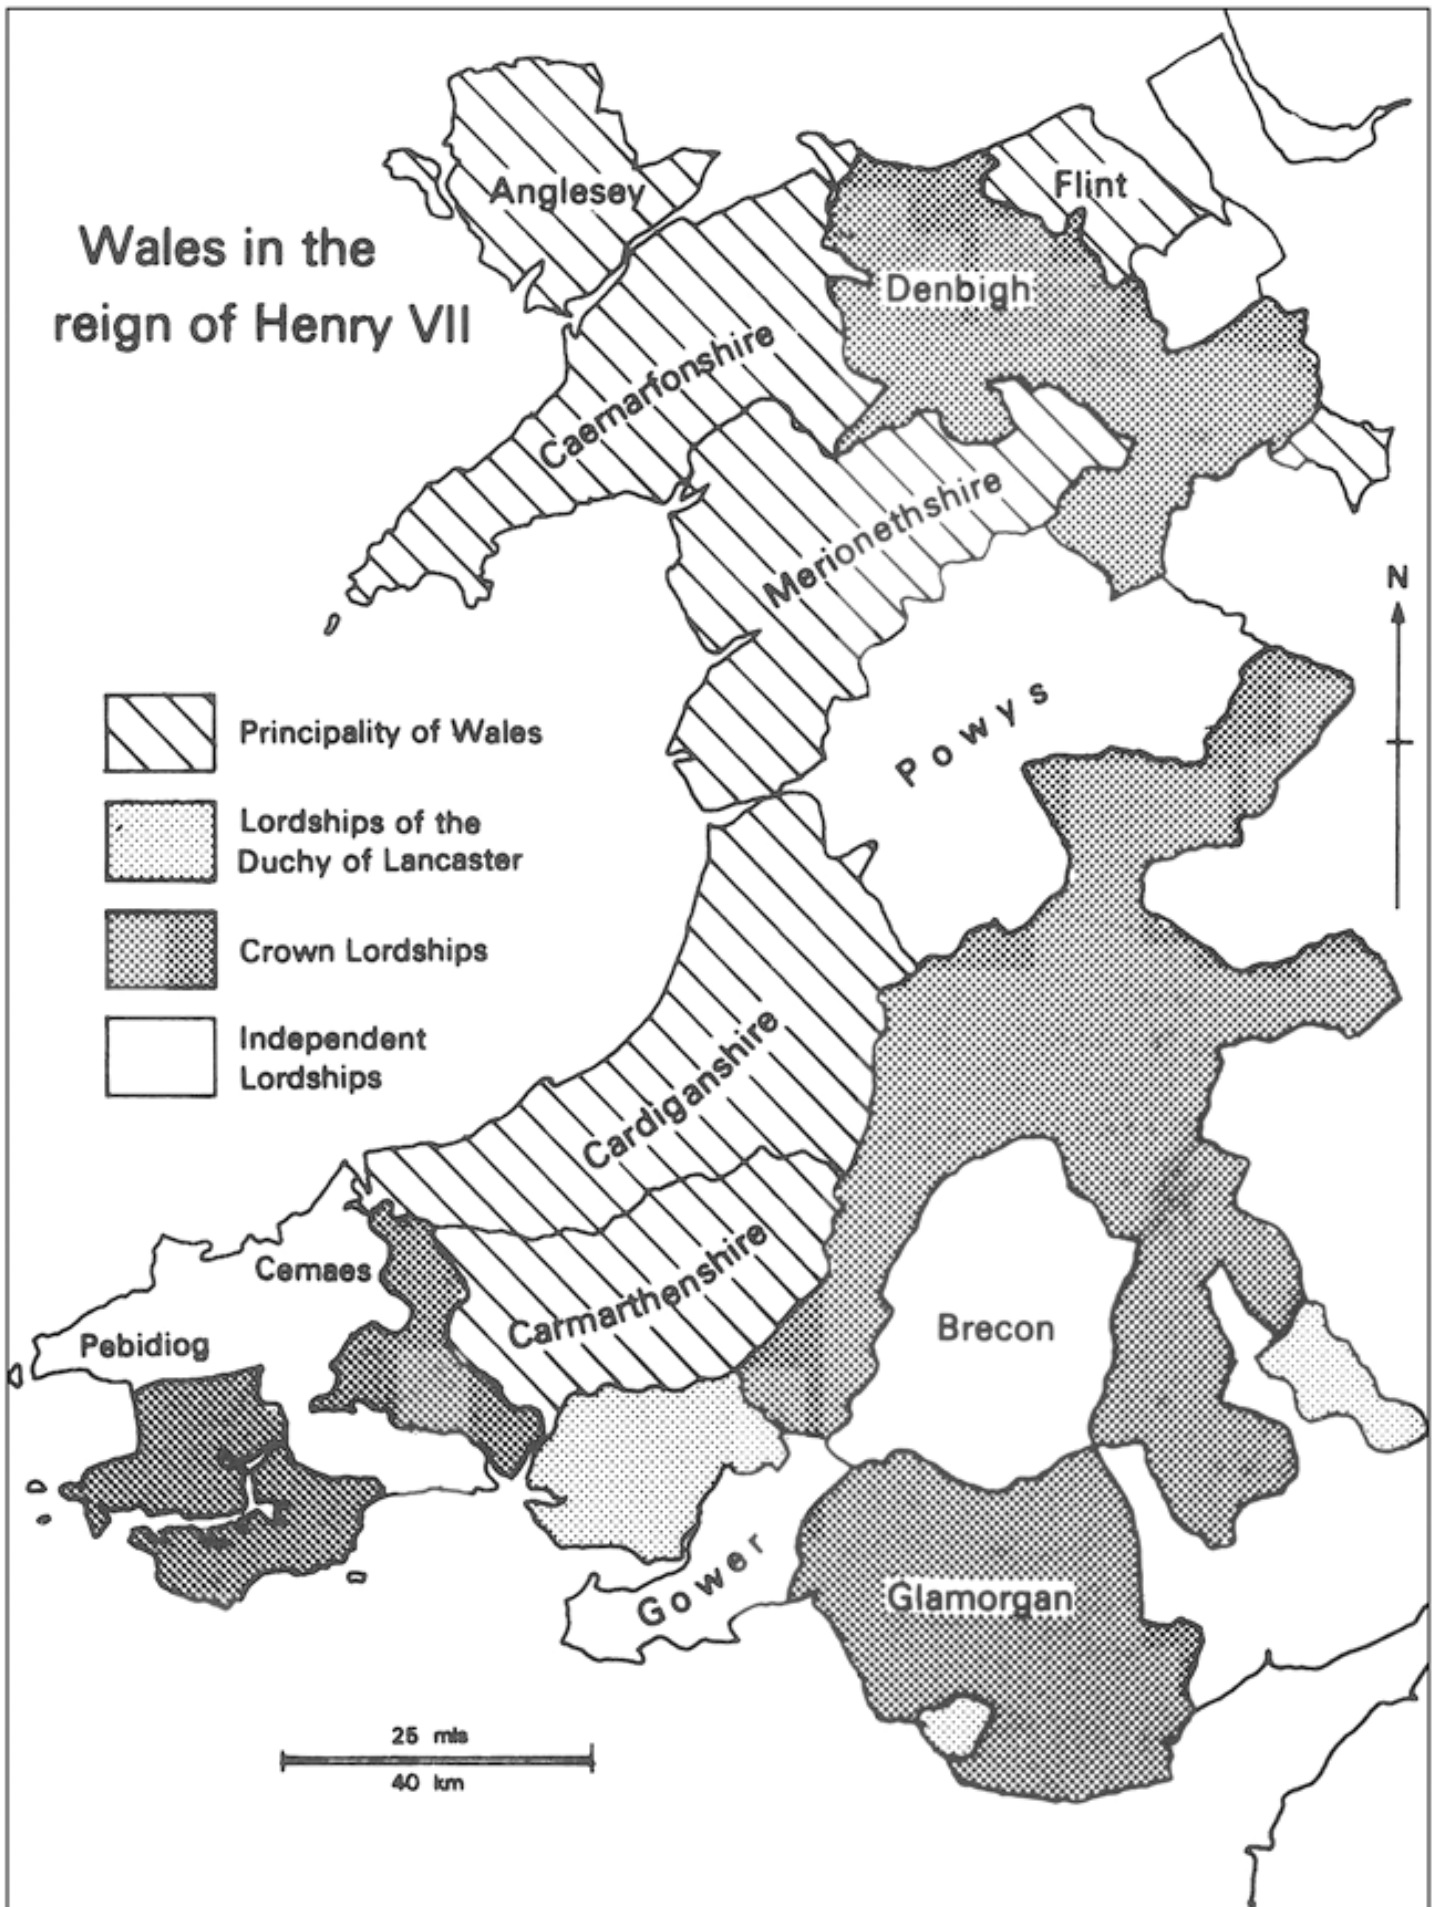 Wales in the
reign of Henry VII
Anglesey
Flint
Denbigh
Caernarfonshire
Merionethshire
N
Powys
Principality of Wales
Lordships of the
Duchy of Lancaster
Crown Lordships
Independent
Lordships
Cardiganshire
Cemaes
Carmarthenshire
Pebidiog
Brecon
Gower
Glamorgan
25 mls
40 km